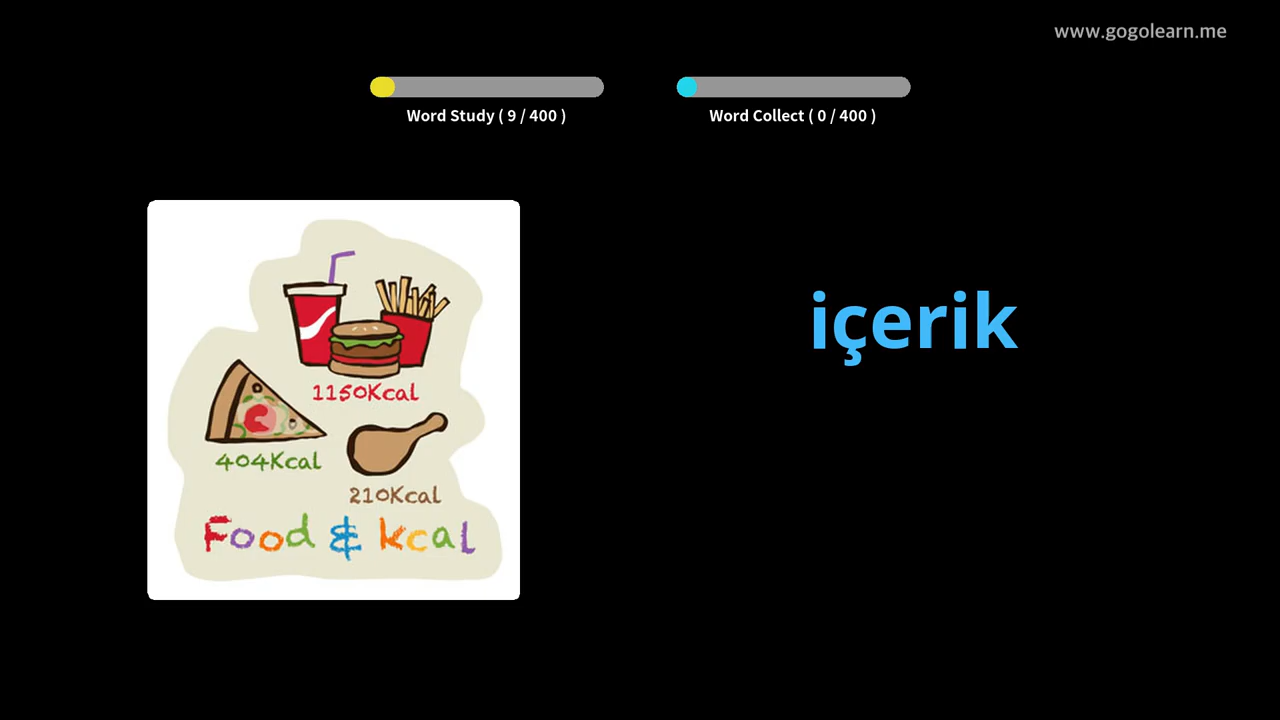 www.gogolearn.me
Word Study ( 9 / 400 )
Word Collect ( 0 / 400 )
içerik
1150Kcal
404Kcal
210Kcal
Food & kcal